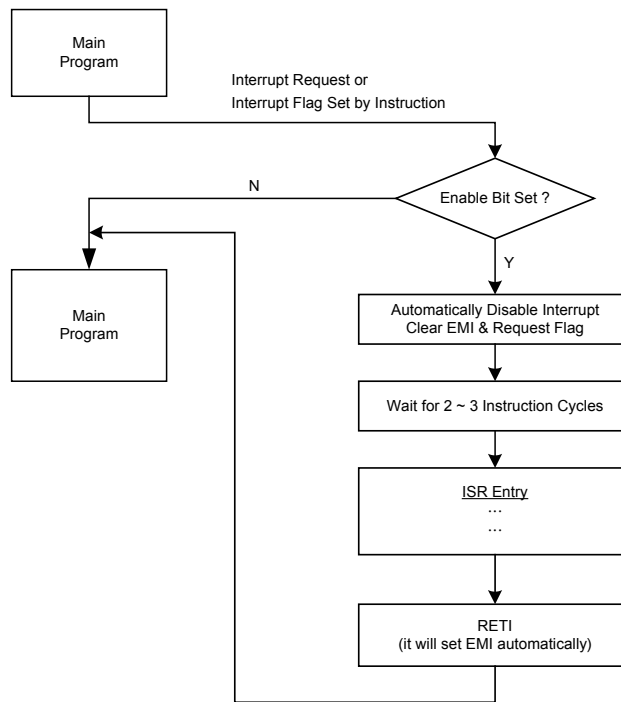 Main
Program
Interrupt Request or
Interrupt Flag Set by Instruction
N
Enable Bit Set ?
Y
Main
Program
Automatically Disable Interrupt
Clear EMI & Request Flag
Wait for 2 ~ 3 Instruction Cycles
ISR Entry
...
...
RETI
(it will set EMI automatically)